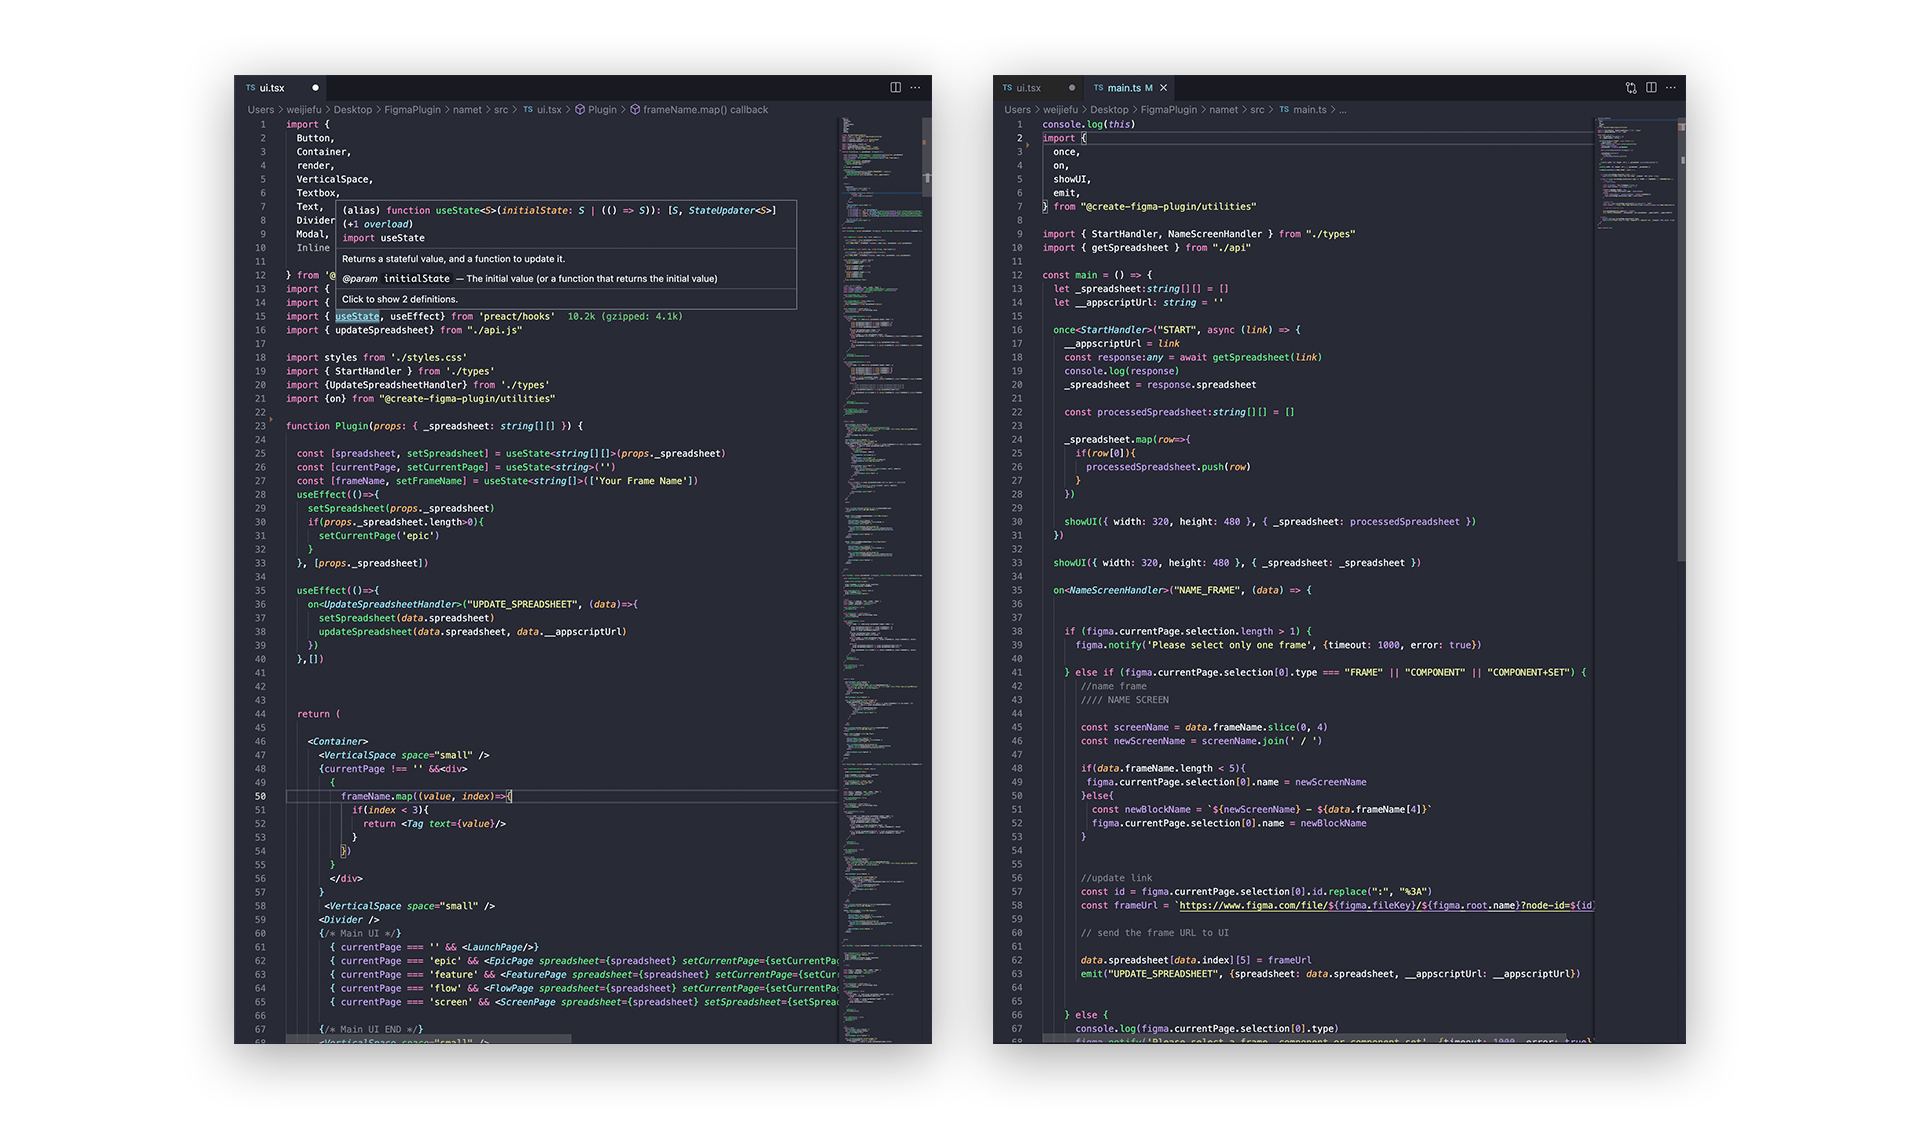 TS ui.tsx
Users > weijiefu > Desktop > FigmaPlugin > namet > src > TS ui.tsx > Plugin > frameName.map() callback
1 import {
2 Button,
3 Container,
4 render,
5 VerticalSpace,
6 Textbox,
7 Text,
8 Divider
9 Modal,
10 Inline
11
12 } from '@
13 import {
14 import {
(alias) function useState<S>(initialState: S | (() => S)): [S, StateUpdater<S>]
(+1 overload)
import useState
Returns a stateful value, and a function to update it.
@param initialState — The initial value (or a function that returns the initial value)
Click to show 2 definitions.
15 import { useState, useEffect} from 'preact/hooks' 10.2k (gzipped: 4.1k)
16 import { updateSpreadsheet} from "./api.js"
17
18 import styles from './styles.css'
19 import { StartHandler } from './types'
20 import {UpdateSpreadsheetHandler} from './types'
21 import {on} from "@create-figma-plugin/utilities"
22
23 function Plugin(props: { _spreadsheet: string[][] }) {
24
25 const [spreadsheet, setSpreadsheet] = useState<string[][]>(props._spreadsheet)
26 const [currentPage, setCurrentPage] = useState<string>('')
27 const [frameName, setFrameName] = useState<string[]>(['Your Frame Name'])
28 useEffect(()=>{
29 setSpreadsheet(props._spreadsheet)
30 if(props._spreadsheet.length>0){
31 setCurrentPage('epic')
32 }
33 }, [props._spreadsheet])
34
35 useEffect(()=>{
36 on<UpdateSpreadsheetHandler>("UPDATE_SPREADSHEET", (data)=>{
37 setSpreadsheet(data.spreadsheet)
38 updateSpreadsheet(data.spreadsheet, data.__appscriptUrl)
39 })
40 },[])
41
42
43
44 return (
45
46 <Container>
47 <VerticalSpace space="small" />
48 {currentPage !== '' &&<div>
49 {
50 frameName.map((value, index)=>{
51 if(index < 3){
52 return <Tag text={value}/>
53 }
54 })
55 }
56 </div>
57 }
58 <VerticalSpace space="small" />
59 <Divider />
60 {/* Main UI */}
61 { currentPage === '' && <LaunchPage/>}
62 { currentPage === 'epic' && <EpicPage spreadsheet={spreadsheet} setCurrentPage={setCurrentPa
63 { currentPage === 'feature' && <FeaturePage spreadsheet={spreadsheet} setCurrentPage={setCur
64 { currentPage === 'flow' && <FlowPage spreadsheet={spreadsheet} setCurrentPage={setCurrentPa
65 { currentPage === 'screen' && <ScreenPage spreadsheet={spreadsheet} setSpreadsheet={setSprea
66
67 {/* Main UI END */}
68 <VerticalSpace space="small" />
TS ui.tsx TS main.ts M
Users > weijiefu > Desktop > FigmaPlugin > namet > src > TS main.ts > ...
1 console.log(this)
2 import {
3 once,
4 on,
5 showUI,
6 emit,
7 } from "@create-figma-plugin/utilities"
8
9 import { StartHandler, NameScreenHandler } from "./types"
10 import { getSpreadsheet } from "./api"
11
12 const main = () => {
13 let _spreadsheet:string[][] = []
14 let __appscriptUrl: string = ''
15
16 once<StartHandler>("START", async (link) => {
17 __appscriptUrl = link
18 const response:any = await getSpreadsheet(link)
19 console.log(response)
20 _spreadsheet = response.spreadsheet
21
22 const processedSpreadsheet:string[][] = []
23
24 _spreadsheet.map(row=>{
25 if(row[0]){
26 processedSpreadsheet.push(row)
27 }
28 })
29
30 showUI({ width: 320, height: 480 }, { _spreadsheet: processedSpreadsheet })
31 })
32
33 showUI({ width: 320, height: 480 }, { _spreadsheet: _spreadsheet })
34
35 on<NameScreenHandler>("NAME_FRAME", (data) => {
36
37
38 if (figma.currentPage.selection.length > 1) {
39 figma.notify('Please select only one frame', {timeout: 1000, error: true})
40
41 } else if (figma.currentPage.selection[0].type === "FRAME" || "COMPONENT" || "COMPONENT+SET") {
42 //name frame
43 //// NAME SCREEN
44
45 const screenName = data.frameName.slice(0, 4)
46 const newScreenName = screenName.join(' / ')
47
48 if(data.frameName.length < 5){
49 figma.currentPage.selection[0].name = newScreenName
50 }else{
51 const newBlockName = `${newScreenName} - ${data.frameName[4]}`
52 figma.currentPage.selection[0].name = newBlockName
53 }
54
55
56 //update link
57 const id = figma.currentPage.selection[0].id.replace(":", "%3A")
58 const frameUrl = `https://www.figma.com/file/${figma.fileKey}/${figma.root.name}?node-id=${id
59
60 // send the frame URL to UI
61
62 data.spreadsheet[data.index][5] = frameUrl
63 emit("UPDATE_SPREADSHEET", {spreadsheet: data.spreadsheet, __appscriptUrl: __appscriptUrl})
64
65
66 } else {
67 console.log(figma.currentPage.selection[0].type)
68 figma.notify('Please select a frame, component or component set', {timeout: 1000, error: true}